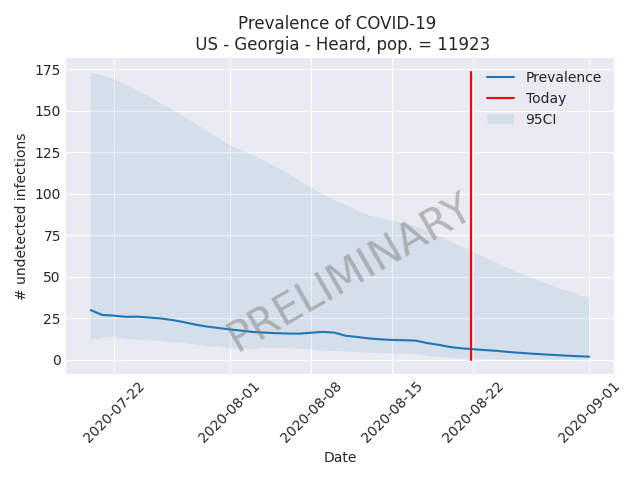 Prevalence of COVID-19
US - Georgia - Heard, pop. = 11923
175
150
125
100
75
50
25
0
# undetected infections
Prevalence
Today
95CI
PRELIMINARY
2020-07-22
2020-08-01
2020-08-08
2020-08-15
2020-08-22
2020-09-01
Date